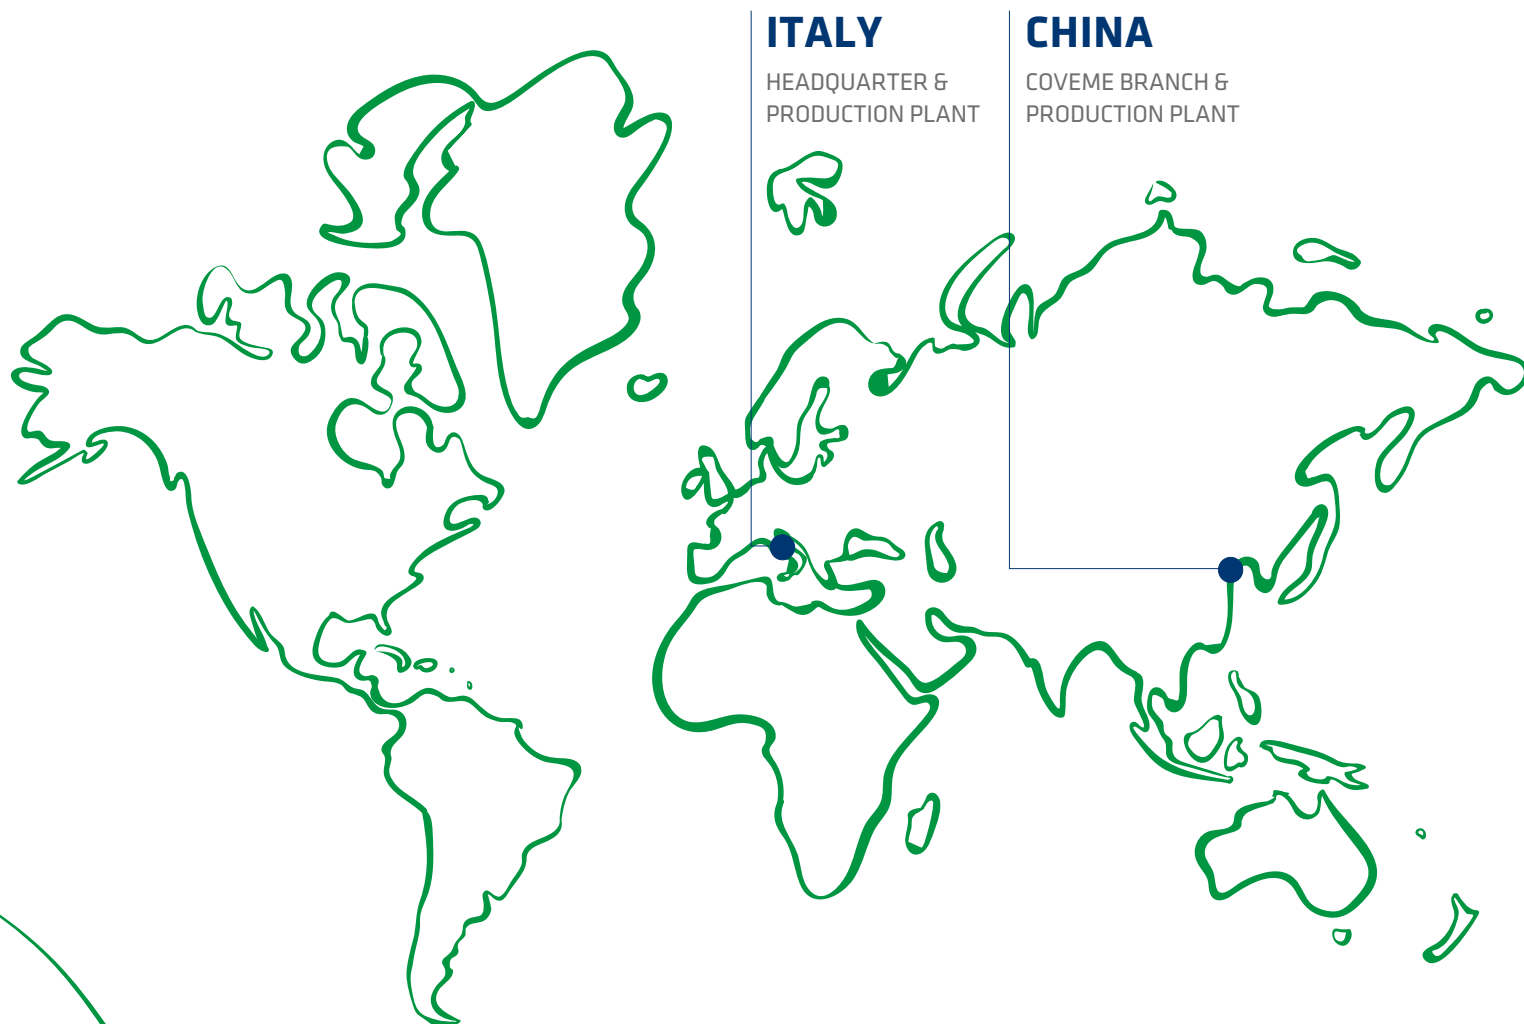 ITALY
HEADQUARTER &
PRODUCTION PLANT
CHINA
COVEME BRANCH &
PRODUCTION PLANT